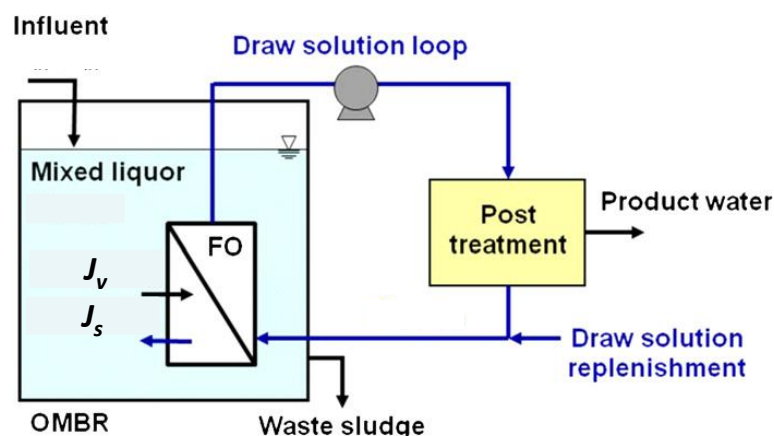 Influent
Draw solution loop
Mixed liquor
FO
Post
treatment
Product water
Jv
Js
Draw solution
replenishment
OMBR
Waste sludge